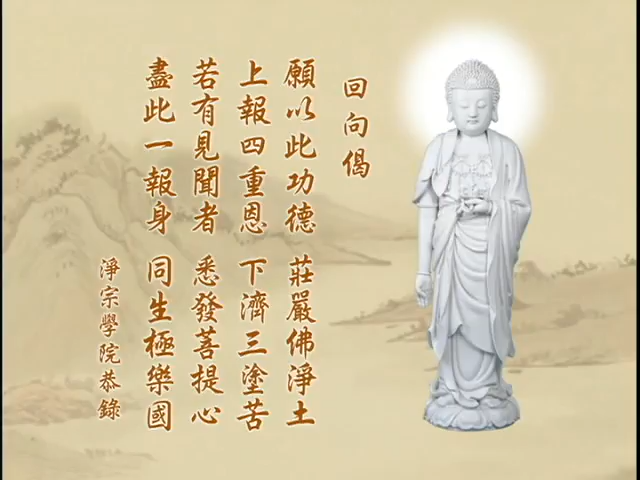 回向偈
願以此功德 莊嚴佛淨土
上報四重恩 下濟三塗苦
若有見聞者 悉發菩提心
盡此一報身 同生極樂國
淨宗學院恭錄